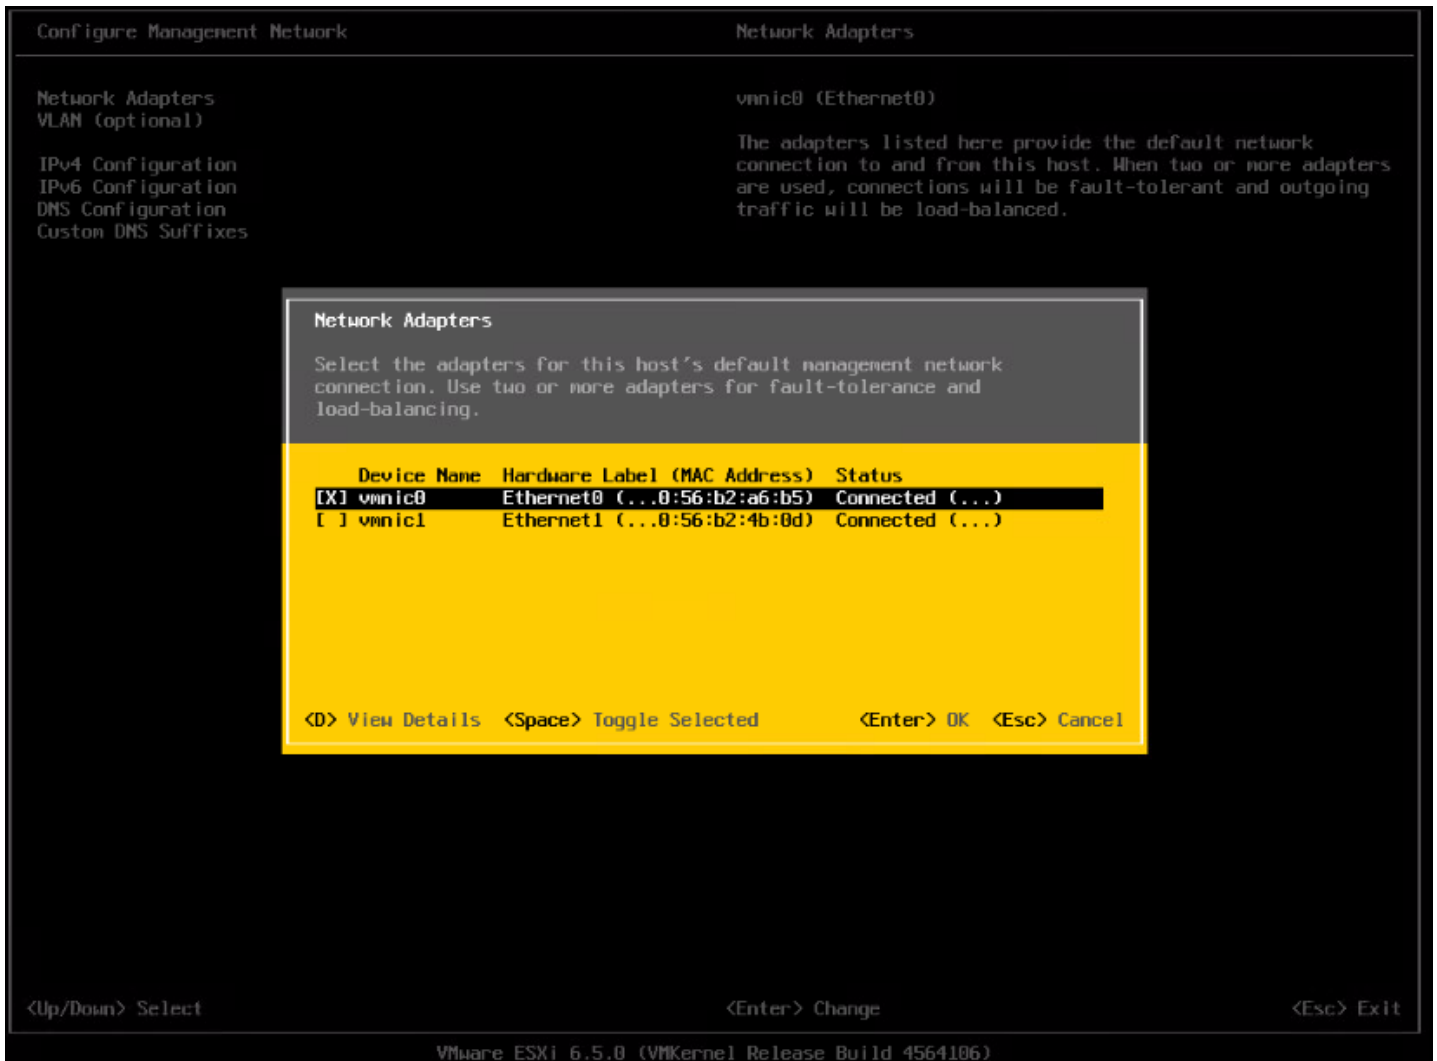 Configure Management Network
Network Adapters
Network Adapters
VLAN (optional)
IPv4 Configuration
IPv6 Configuration
DNS Configuration
Custom DNS Suffixes
vmnic0 (Ethernet0)
The adapters listed here provide the default network
connection to and from this host. When two or more adapters
are used, connections will be fault-tolerant and outgoing
traffic will be load-balanced.
Network Adapters
Select the adapters for this host's default management network
connection. Use two or more adapters for fault-tolerance and
load-balancing.
Device Name Hardware Label (MAC Address) Status
[X] vmnic0 Ethernet0 (...0:56:b2:a6:b5) Connected (...)
[ ] vmnic1 Ethernet1 (...0:56:b2:4b:0d) Connected (...)
<D> View Details <Space> Toggle Selected <Enter> OK <Esc> Cancel
<Up/Down> Select <Enter> Change <Esc> Exit
VMware ESXi 6.5.0 (VMKernel Release Build 4564106)